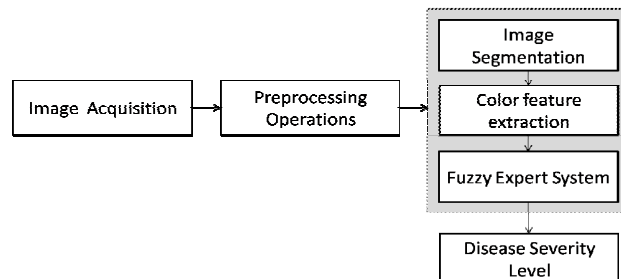 Image Acquisition
Preprocessing
Operations
Image
Segmentation
Color feature
extraction
Fuzzy Expert System
Disease Severity
Level